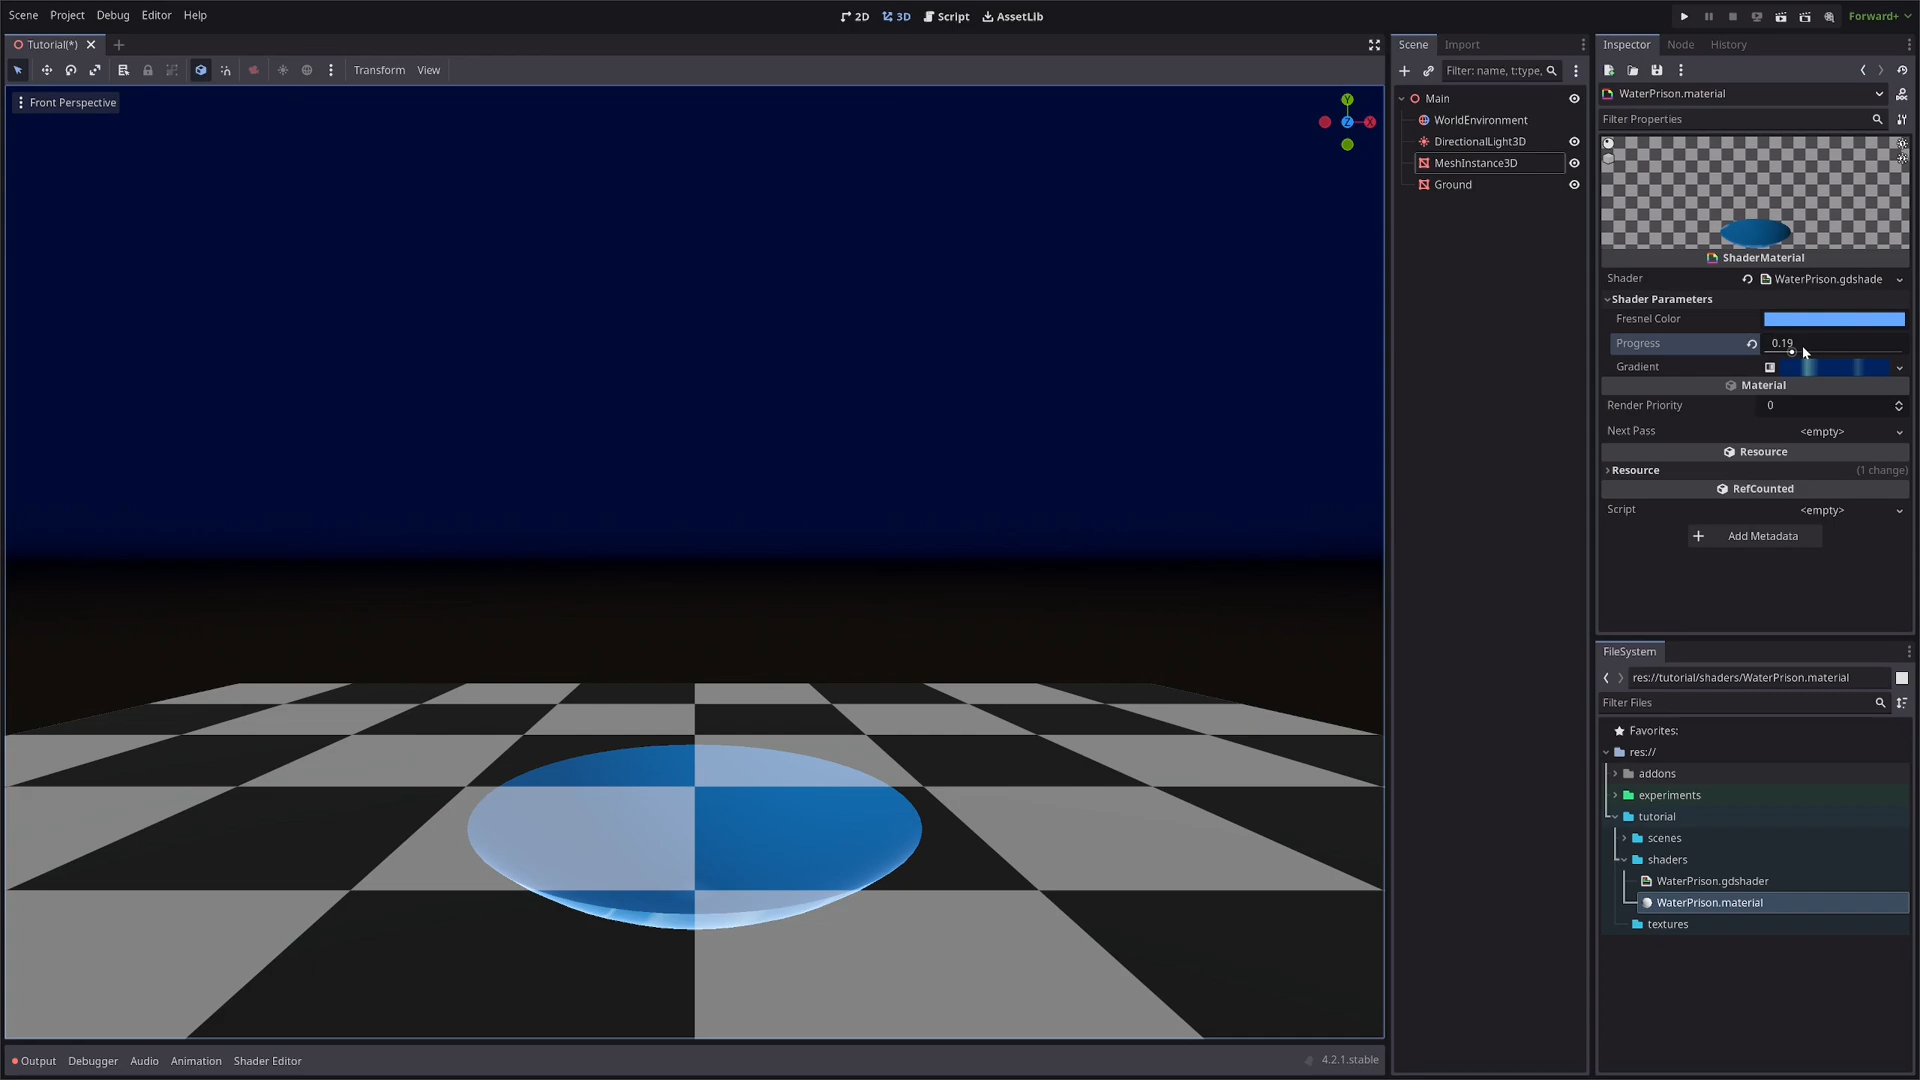 Scene Project Debug Editor Help
2D 3D Script AssetLib
Forward+
Tutorial(*)
Transform View
Front Perspective
Y
Z
X
Scene Import
Filter: name, t:type,
Main
WorldEnvironment
DirectionalLight3D
MeshInstance3D
Ground
Inspector Node History
WaterPrison.material
Filter Properties
ShaderMaterial
Shader WaterPrison.gdshade
Shader Parameters
Fresnel Color
Progress 0.19
Gradient
Material
Render Priority 0
Next Pass <empty>
Resource
Resource (1 change)
RefCounted
Script <empty>
Add Metadata
FileSystem
res://tutorial/shaders/WaterPrison.material
Filter Files
Favorites:
res://
addons
experiments
tutorial
scenes
shaders
WaterPrison.gdshader
WaterPrison.material
textures
Output Debugger Audio Animation Shader Editor
4.2.1.stable